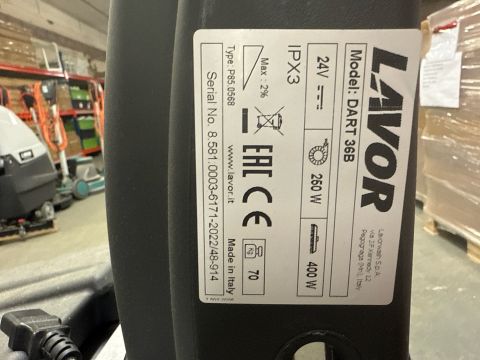 LAVOR
Lavorwash S.p.A.
via J.F.Kennedy 12
Pegognaga (MN), Italy
Model: DART 36B
24V
260 W
400 W
IPX3
Max : 2%
EAC CE
KG 70
Type: P85.0568
www.lavor.it
Made in Italy
Serial No. 8.581.0003-6171-2022/48-914